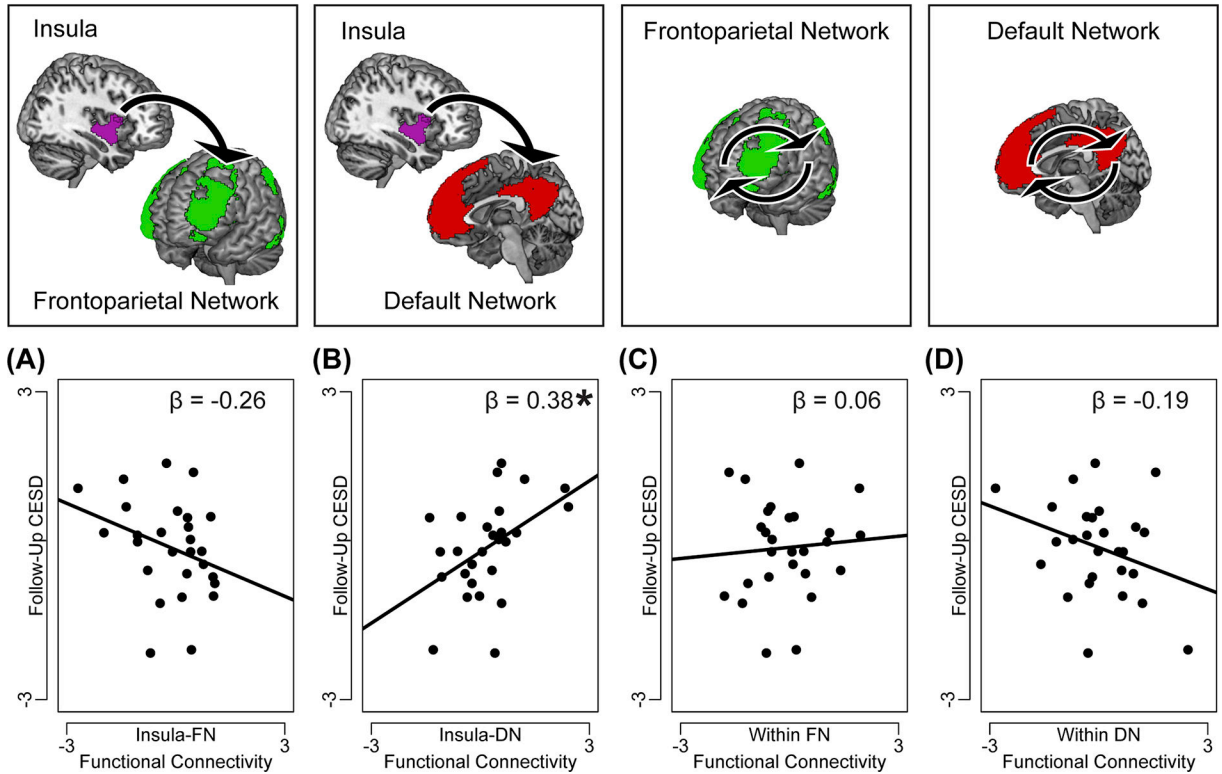 Insula
Frontoparietal Network
Insula
Default Network
Frontoparietal Network
Default Network
(A)
3
β = -0.26
Follow-Up CESD
-3
-3
Insula-FN
3
Functional Connectivity
(B)
3
β = 0.38*
Follow-Up CESD
-3
-3
Insula-DN
3
Functional Connectivity
(C)
3
β = 0.06
Follow-Up CESD
-3
-3
Within FN
3
Functional Connectivity
(D)
3
β = -0.19
Follow-Up CESD
-3
-3
Within DN
3
Functional Connectivity